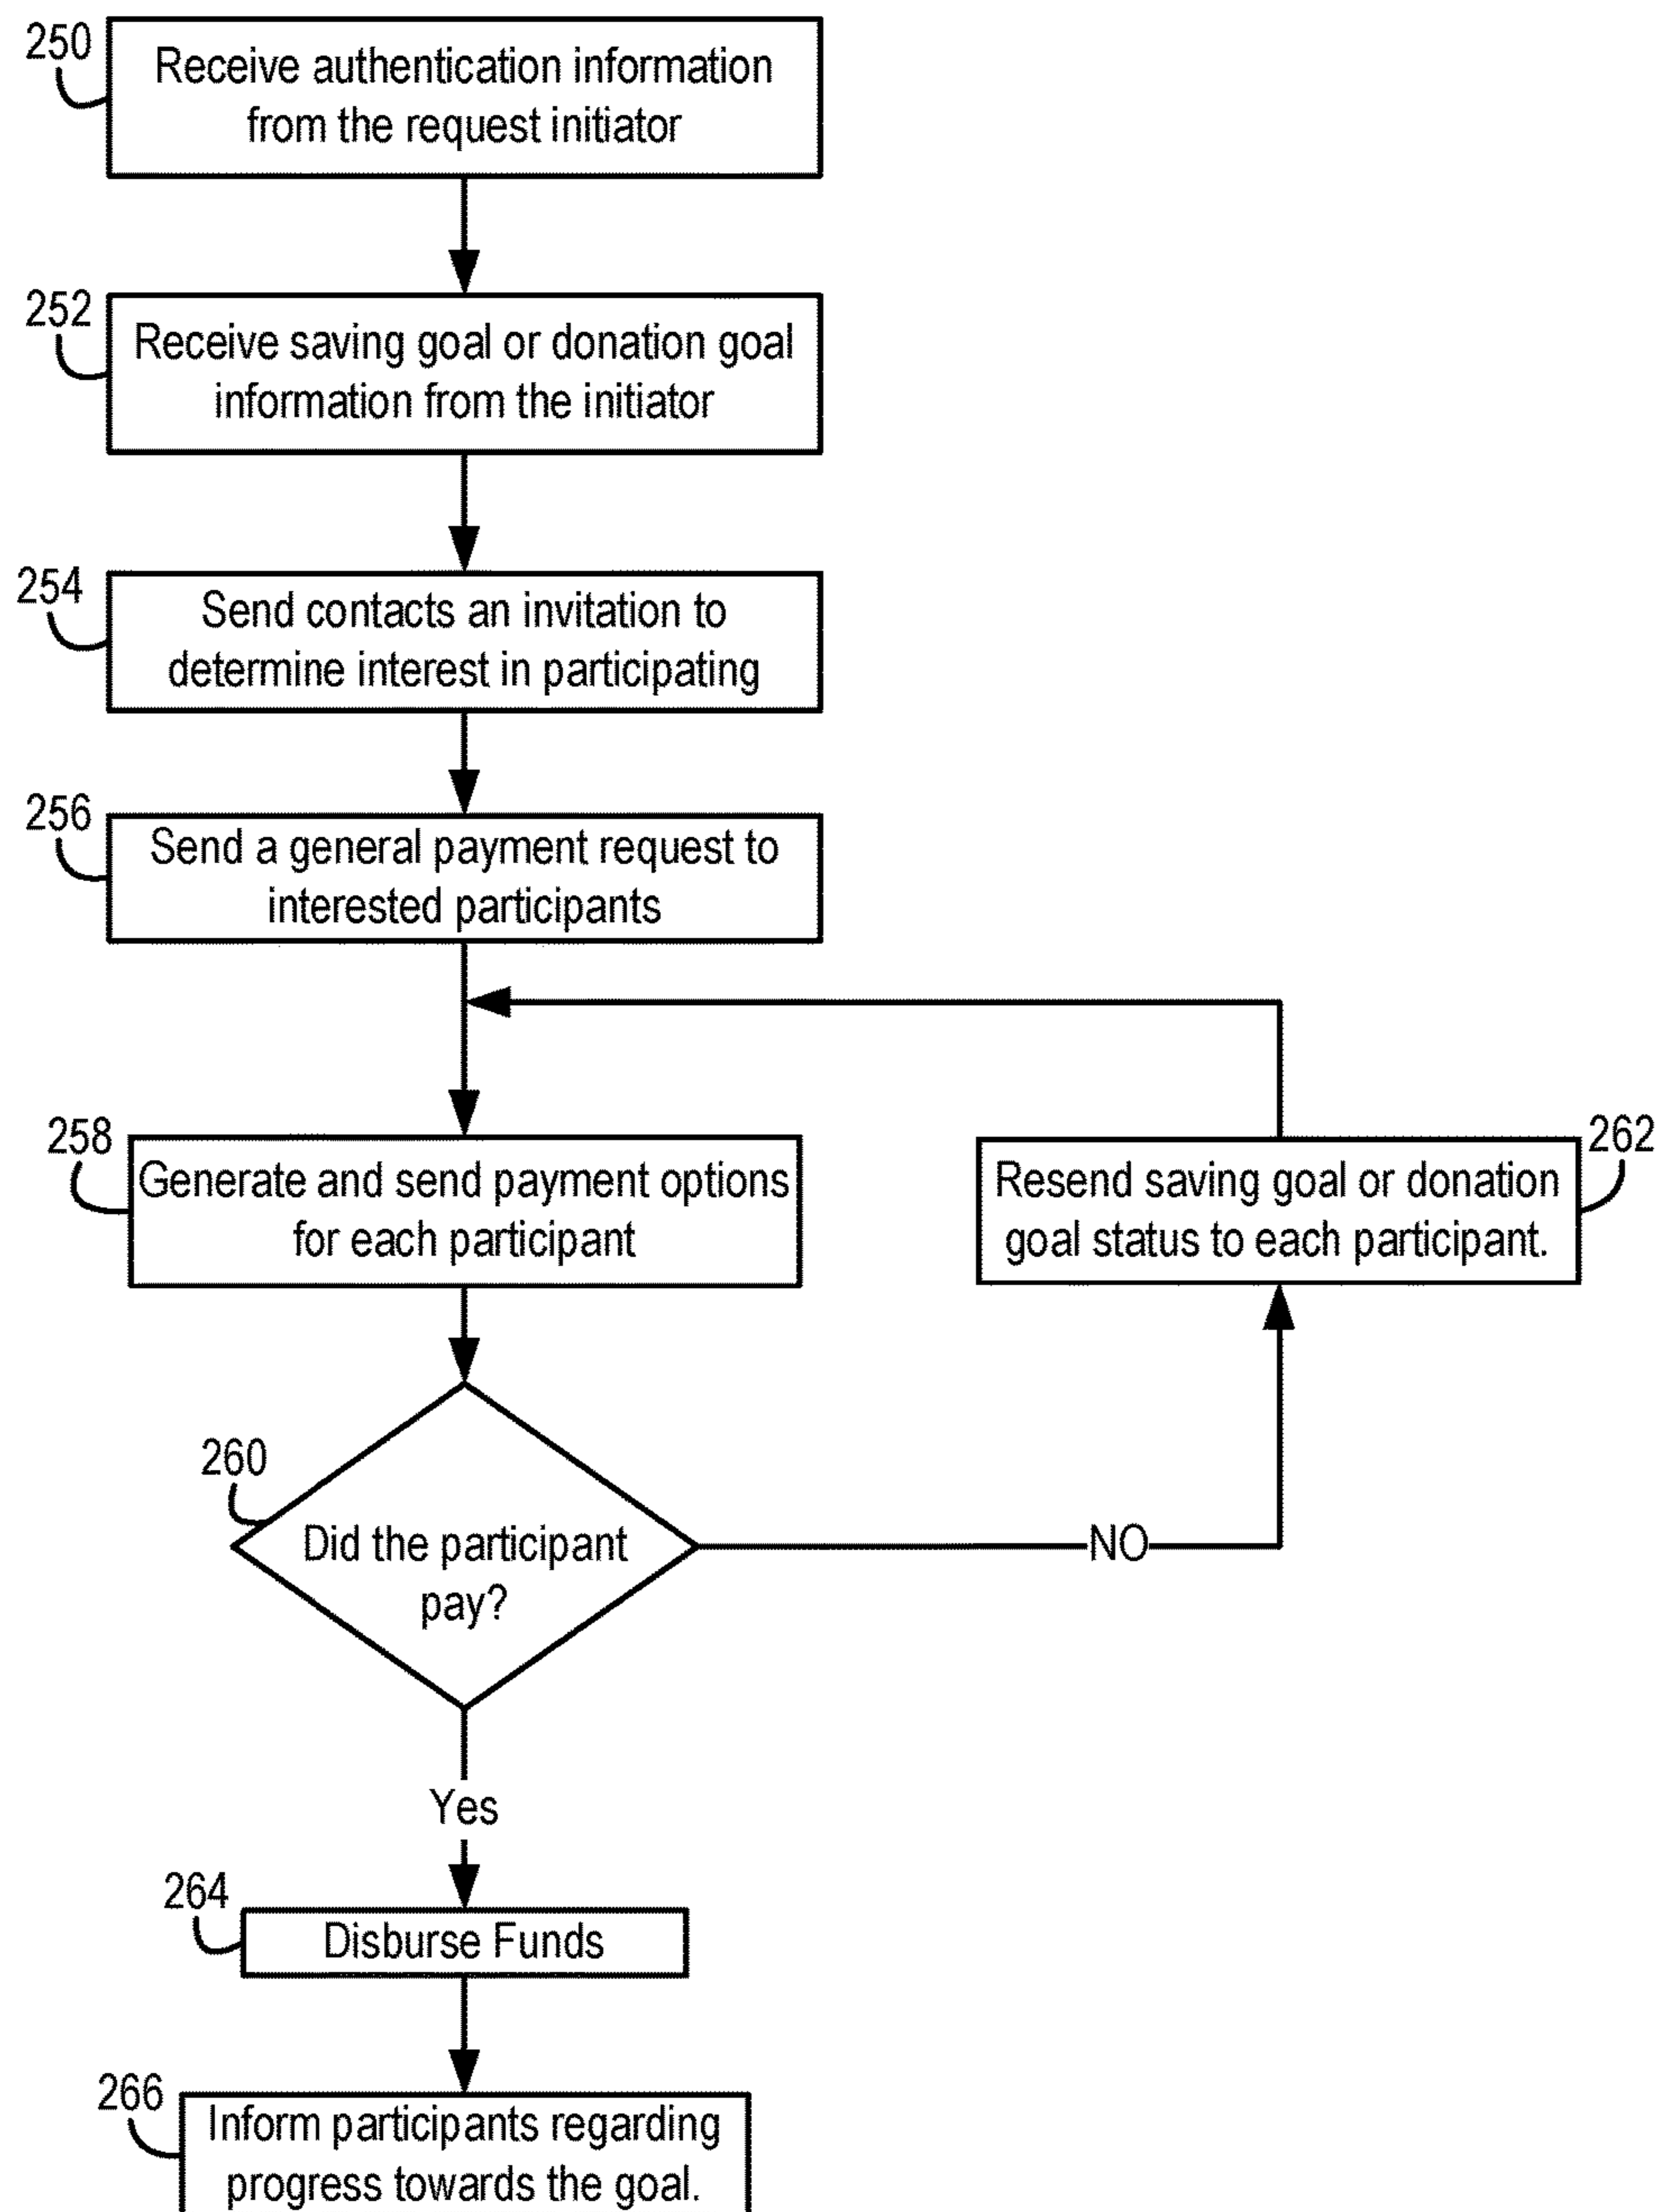 250
Receive authentication information
from the request initiator
252
Receive saving goal or donation goal
information from the initiator
254
Send contacts an invitation to
determine interest in participating
256
Send a general payment request to
interested participants
258
Generate and send payment options
for each participant
262
Resend saving goal or donation
goal status to each participant.
260
Did the participant
pay?
NO
Yes
264
Disburse Funds
266
Inform participants regarding
progress towards the goal.